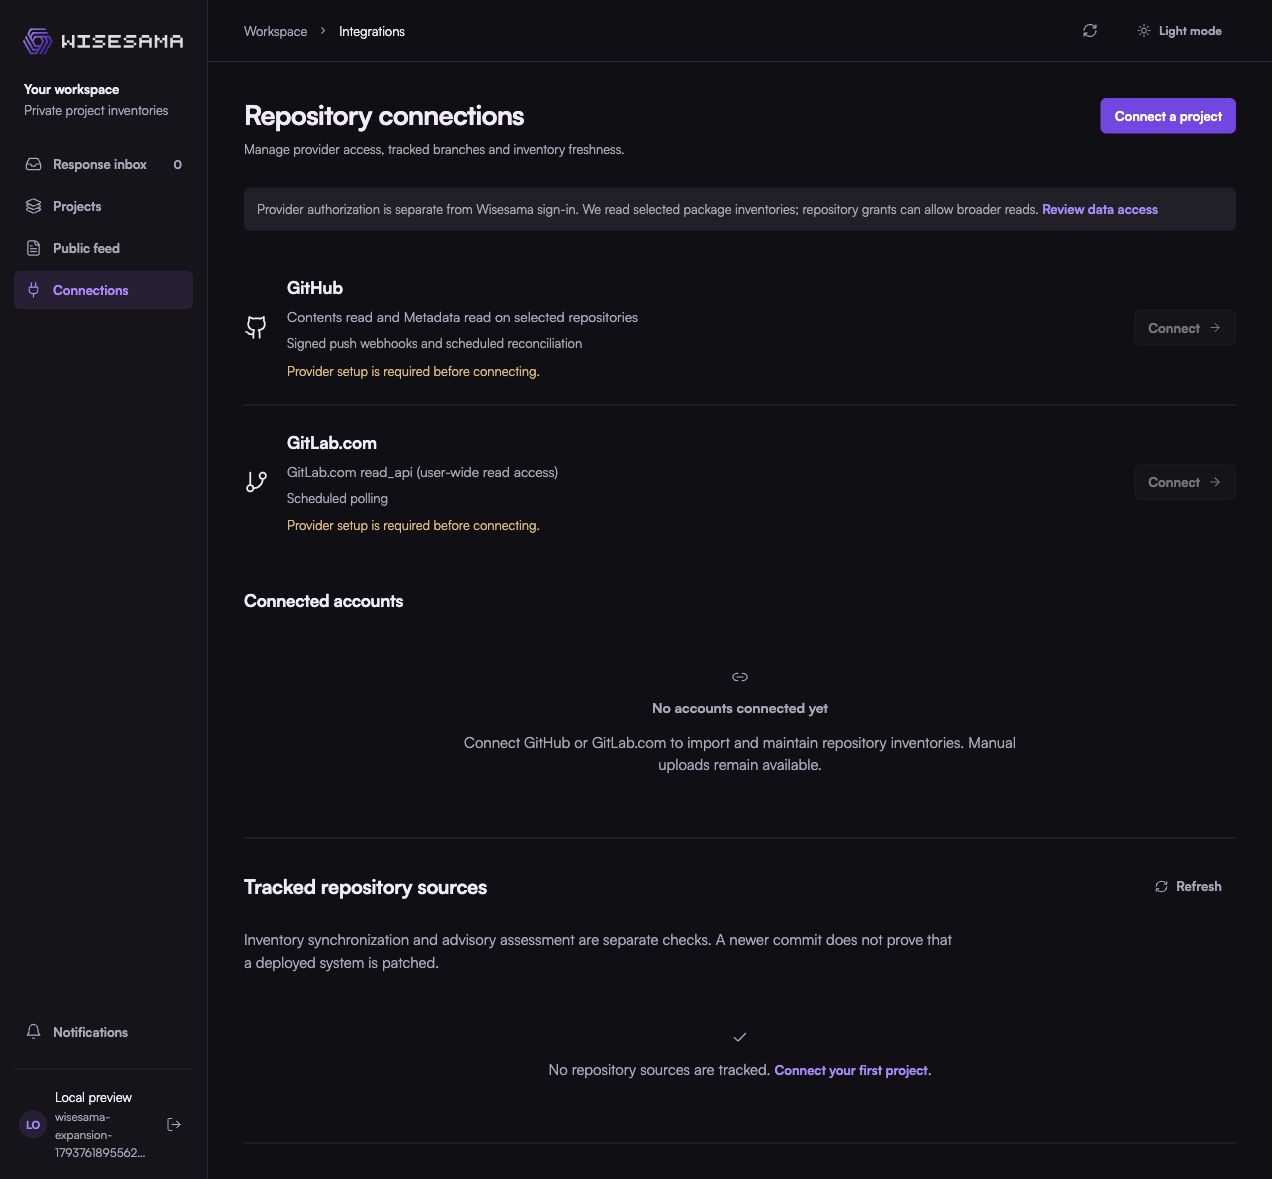 WISESAMA
Your workspace
Private project inventories
Response inbox 0
Projects
Public feed
Connections
Notifications
Local preview
LO
wisesama-
expansion-
1793761895562...
Workspace > Integrations
Light mode
Repository connections
Connect a project
Manage provider access, tracked branches and inventory freshness.
Provider authorization is separate from Wisesama sign-in. We read selected package inventories; repository grants can allow broader reads. Review data access
GitHub
Contents read and Metadata read on selected repositories
Signed push webhooks and scheduled reconciliation
Provider setup is required before connecting.
Connect →
GitLab.com
GitLab.com read_api (user-wide read access)
Scheduled polling
Provider setup is required before connecting.
Connect →
Connected accounts
No accounts connected yet
Connect GitHub or GitLab.com to import and maintain repository inventories. Manual
uploads remain available.
Tracked repository sources
Refresh
Inventory synchronization and advisory assessment are separate checks. A newer commit does not prove that
a deployed system is patched.
No repository sources are tracked. Connect your first project.